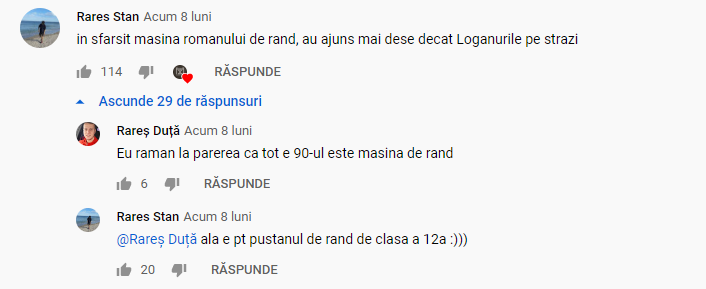 Rares Stan Acum 8 luni
in sfarsit masina romanului de rand, au ajuns mai dese decat Loganurile pe strazi
114 RĂSPUNDE
Ascunde 29 de răspunsuri
Rareș Duță Acum 8 luni
Eu raman la parerea ca tot e 90-ul este masina de rand
6 RĂSPUNDE
Rares Stan Acum 8 luni
@Rareș Duță ala e pt pustanul de rand de clasa a 12a :)))
20 RĂSPUNDE